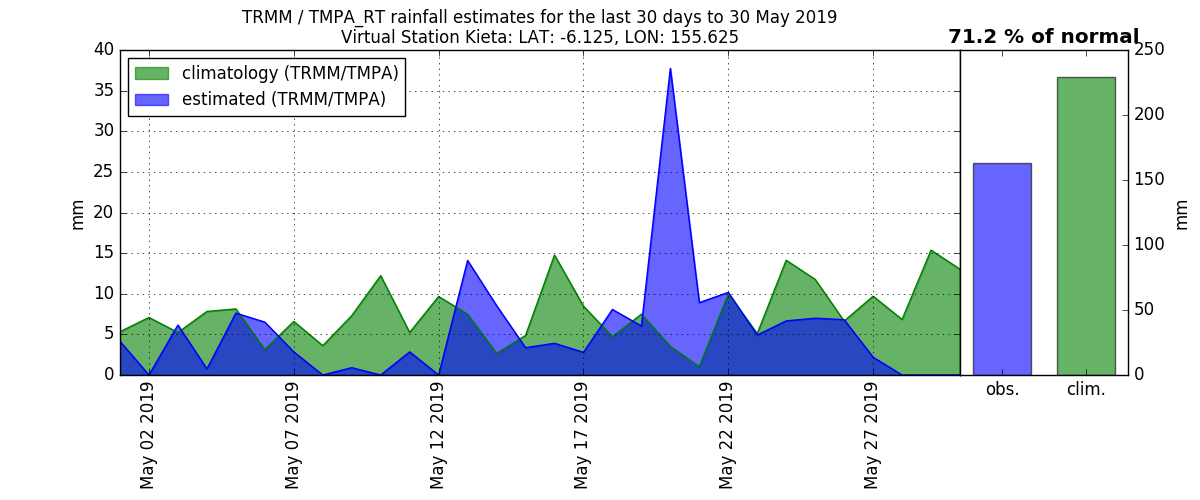 TRMM / TMPA_RT rainfall estimates for the last 30 days to 30 May 2019
Virtual Station Kieta: LAT: -6.125, LON: 155.625
71.2 % of normal
climatology (TRMM/TMPA)
estimated (TRMM/TMPA)
mm
40
35
30
25
20
15
10
5
0
May 02 2019
May 07 2019
May 12 2019
May 17 2019
May 22 2019
May 27 2019
obs.
clim.
250
200
150
100
50
0
mm